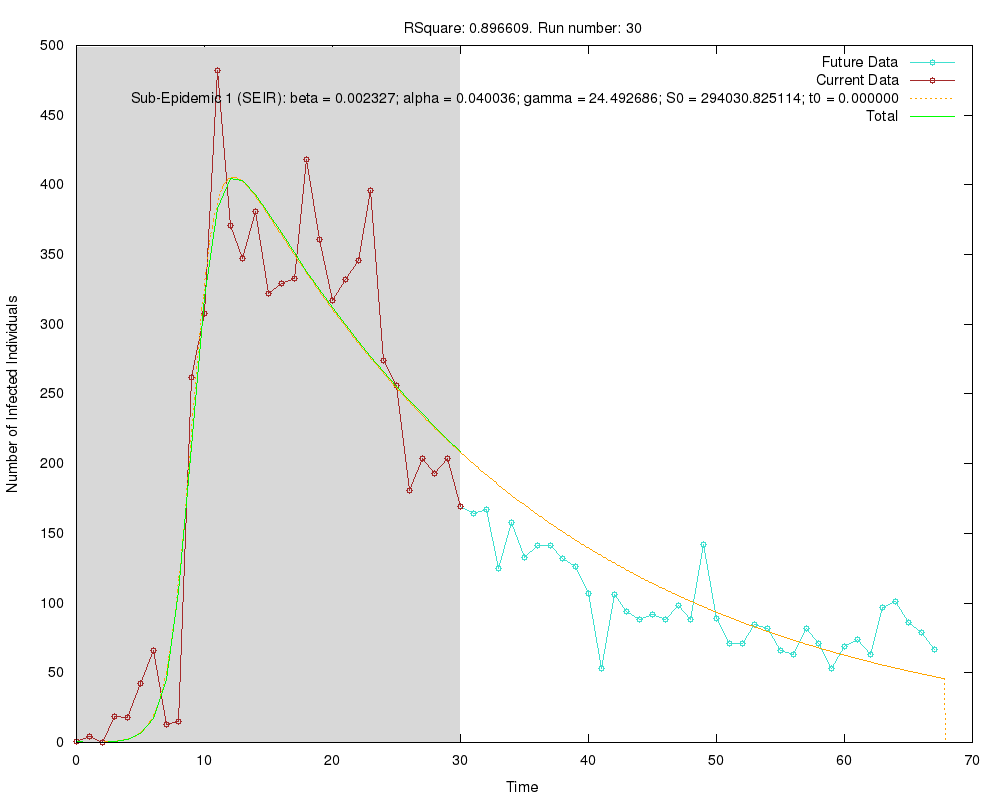 RSquare: 0.896609. Run number: 30
Future Data
Current Data
Sub-Epidemic 1 (SEIR): beta = 0.002327; alpha = 0.040036; gamma = 24.492686; S0 = 294030.825114; t0 = 0.000000
Total
500
450
400
350
300
250
200
150
100
50
0
Number of Infected Individuals
0 10 20 30 40 50 60 70
Time